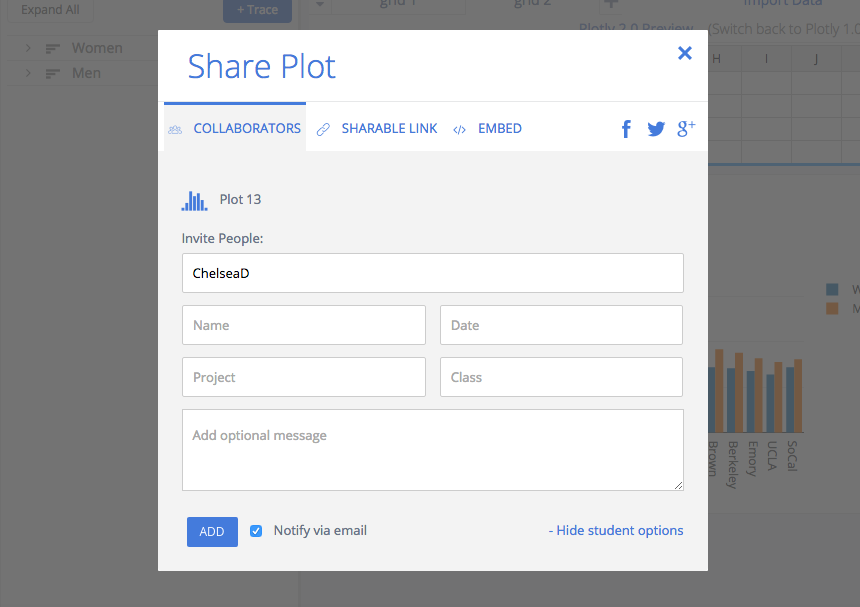 Expand All
+ Trace
grid 1
grid 2
Import Data
Plotly 2.0 Preview (Switch back to Plotly 1.0
Women
Men
H I J
Share Plot
COLLABORATORS
SHARABLE LINK
</> EMBED
f
g+
Plot 13
Invite People:
ChelseaD
Name
Date
Project
Class
Add optional message
ADD
Notify via email
- Hide student options
W
M
Brown
Berkeley
Emory
UCLA
SoCal